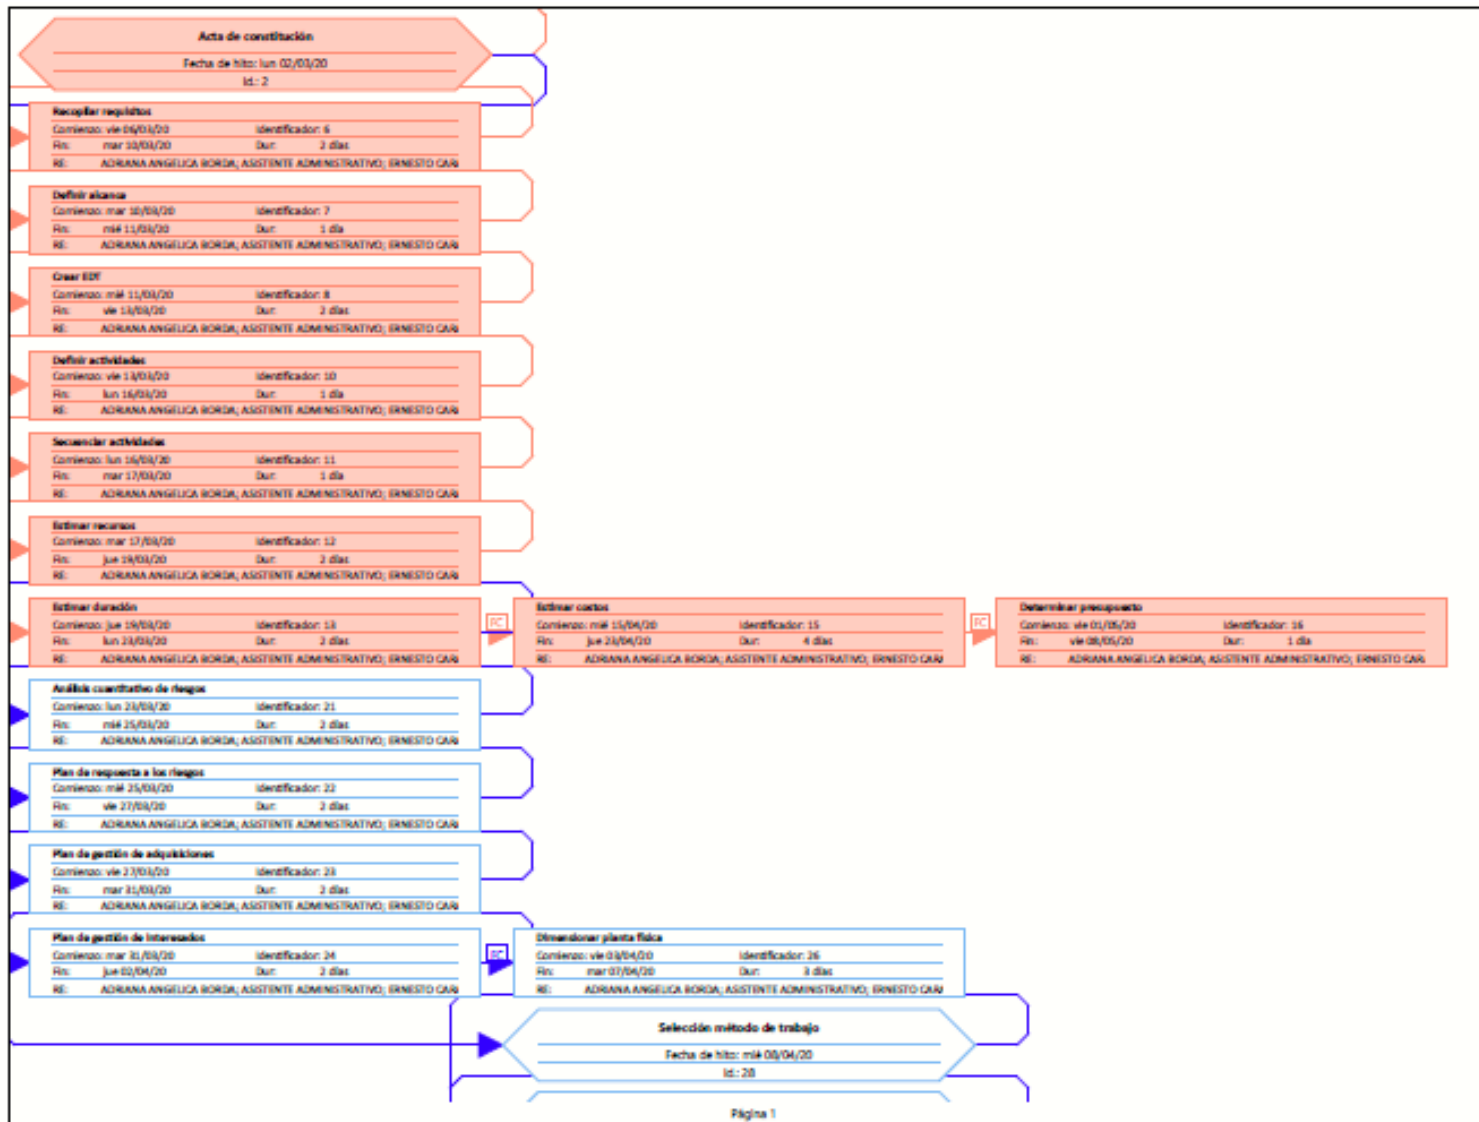 Acta de constitución
Fecha de hito: lun 02/03/20
Id.: 2
Recopilar requisitos
Comienzo: vie 06/03/20 Identificador: 6
Fin: mar 10/03/20 Dur: 2 días
RE: ADRIANA ANGELICA BORDA; ASISTENTE ADMINISTRATIVO; ERNESTO CAR
Definir alcance
Comienzo: mar 10/03/20 Identificador: 7
Fin: mié 11/03/20 Dur: 1 día
RE: ADRIANA ANGELICA BORDA; ASISTENTE ADMINISTRATIVO; ERNESTO CAR
Crear EDT
Comienzo: mié 11/03/20 Identificador: 8
Fin: vie 13/03/20 Dur: 2 días
RE: ADRIANA ANGELICA BORDA; ASISTENTE ADMINISTRATIVO; ERNESTO CAR
Definir actividades
Comienzo: vie 13/03/20 Identificador: 10
Fin: lun 16/03/20 Dur: 1 día
RE: ADRIANA ANGELICA BORDA; ASISTENTE ADMINISTRATIVO; ERNESTO CAR
Secuenciar actividades
Comienzo: lun 16/03/20 Identificador: 11
Fin: mar 17/03/20 Dur: 1 día
RE: ADRIANA ANGELICA BORDA; ASISTENTE ADMINISTRATIVO; ERNESTO CAR
Estimar recursos
Comienzo: mar 17/03/20 Identificador: 12
Fin: jue 19/03/20 Dur: 2 días
RE: ADRIANA ANGELICA BORDA; ASISTENTE ADMINISTRATIVO; ERNESTO CAR
Estimar duración
Comienzo: jue 19/03/20 Identificador: 13
Fin: lun 23/03/20 Dur: 2 días
RE: ADRIANA ANGELICA BORDA; ASISTENTE ADMINISTRATIVO; ERNESTO CAR
FC
Estimar costos
Comienzo: mié 15/04/20 Identificador: 15
Fin: jue 23/04/20 Dur: 4 días
RE: ADRIANA ANGELICA BORDA; ASISTENTE ADMINISTRATIVO; ERNESTO CAR
FC
Determinar presupuesto
Comienzo: vie 01/05/20 Identificador: 16
Fin: vie 08/05/20 Dur: 1 día
RE: ADRIANA ANGELICA BORDA; ASISTENTE ADMINISTRATIVO; ERNESTO CAR
Análisis cuantitativo de riesgos
Comienzo: lun 23/03/20 Identificador: 21
Fin: mié 25/03/20 Dur: 2 días
RE: ADRIANA ANGELICA BORDA; ASISTENTE ADMINISTRATIVO; ERNESTO CAR
Plan de respuesta a los riesgos
Comienzo: mié 25/03/20 Identificador: 22
Fin: vie 27/03/20 Dur: 2 días
RE: ADRIANA ANGELICA BORDA; ASISTENTE ADMINISTRATIVO; ERNESTO CAR
Plan de gestión de adquisiciones
Comienzo: vie 27/03/20 Identificador: 23
Fin: mar 31/03/20 Dur: 2 días
RE: ADRIANA ANGELICA BORDA; ASISTENTE ADMINISTRATIVO; ERNESTO CAR
Plan de gestión de interesados
Comienzo: mar 31/03/20 Identificador: 24
Fin: jue 02/04/20 Dur: 2 días
RE: ADRIANA ANGELICA BORDA; ASISTENTE ADMINISTRATIVO; ERNESTO CAR
FC
Dimensionar planta física
Comienzo: vie 03/04/20 Identificador: 26
Fin: mar 07/04/20 Dur: 3 días
RE: ADRIANA ANGELICA BORDA; ASISTENTE ADMINISTRATIVO; ERNESTO CAR
Selección método de trabajo
Fecha de hito: mié 08/04/20
Id.: 28
Página 1